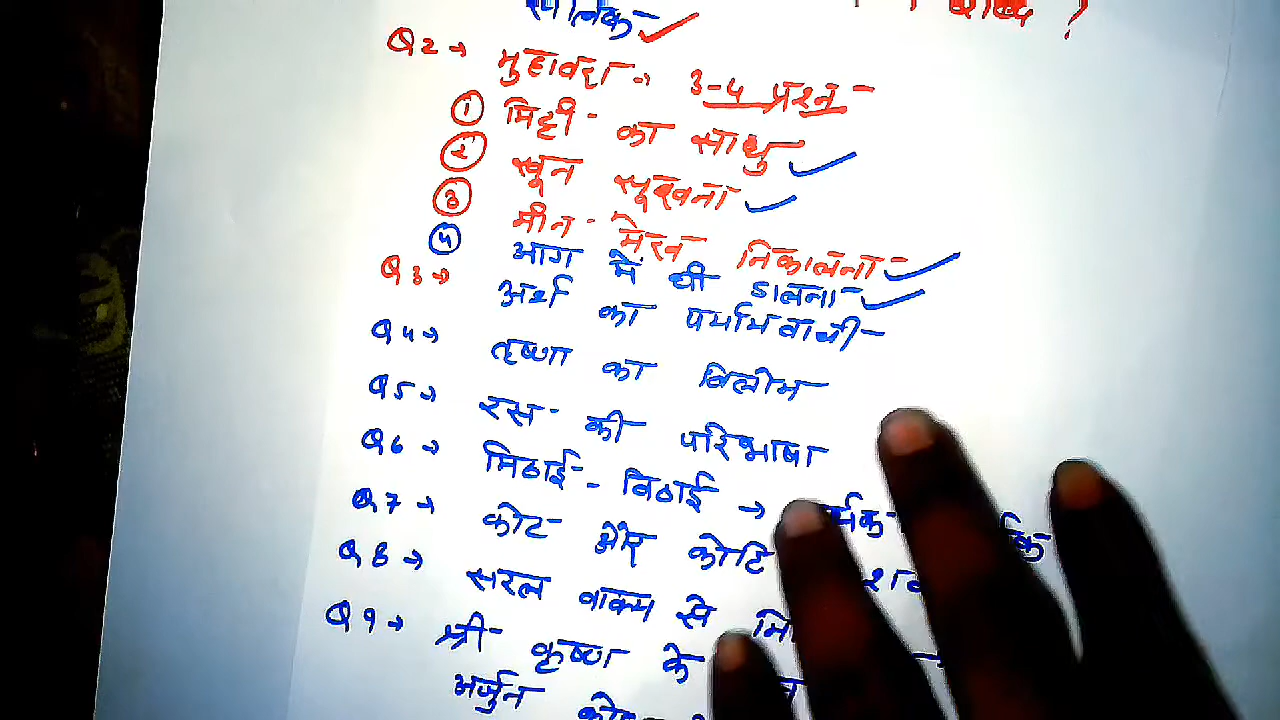 Q2→ मुहावरा→ 3-4 प्रश्न-
① मिट्टी- का साधु
② खून सूखना
③ मीन- मेख निकालना
④ आग में घी डालना
Q3→ अर्थ का पर्यायवाची-
Q4→ तृष्णा का विलोम
Q5→ रस- की परिभाषा
Q6→ मिठाई- - विठाई →
Q7→ कोट- और कोटि
Q8→ सरल वाक्य से
Q9→ श्री- कृष्ण के
अर्जुन